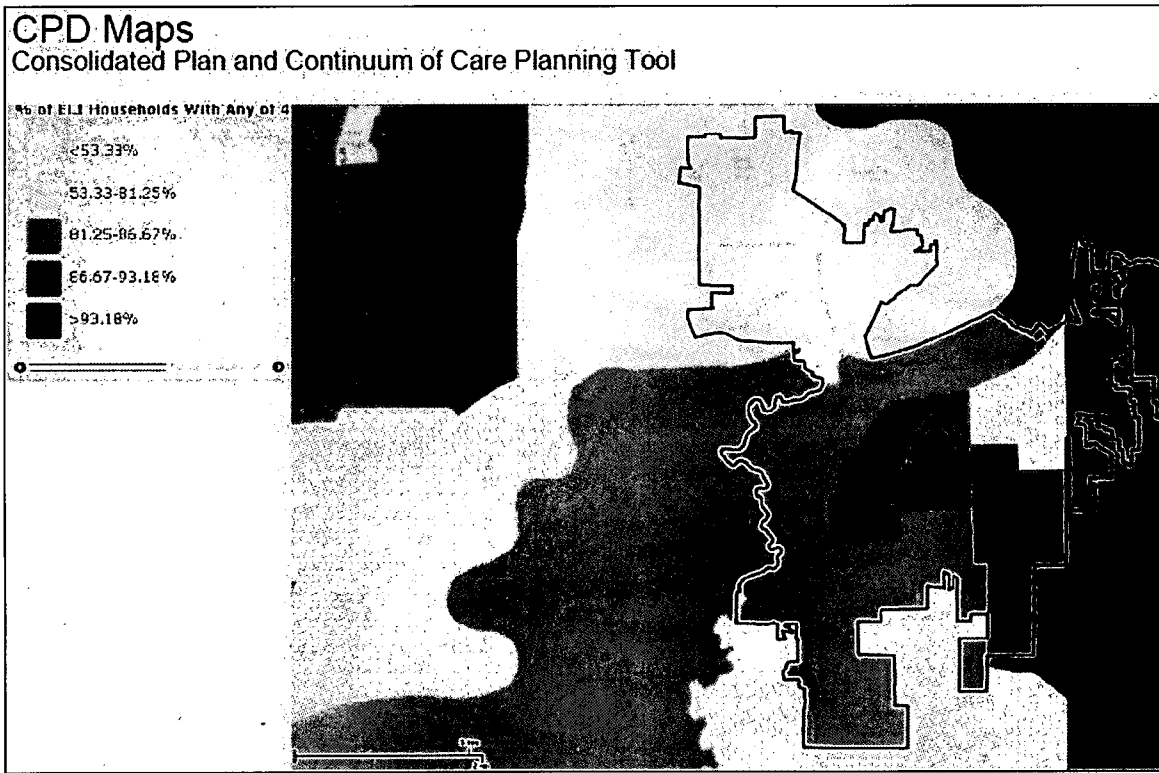 CPD Maps
Consolidated Plan and Continuum of Care Planning Tool
% of ELI Households With Any of 4
<53.33%
53.33-81.25%
81.25-86.67%
86.67-93.18%
>93.18%